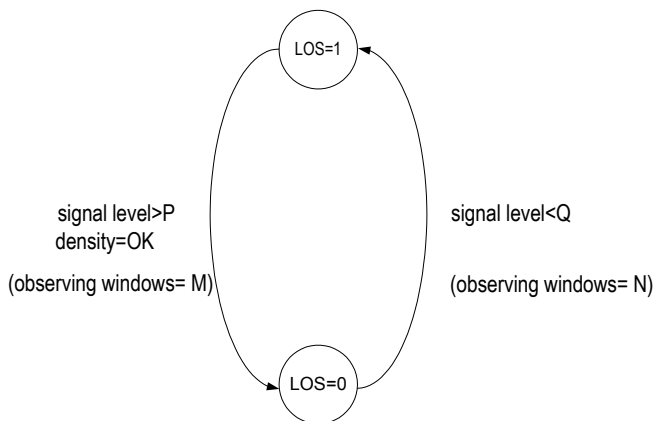 LOS=1
signal level>P
density=OK
(observing windows= M)
signal level<Q
(observing windows= N)
LOS=0